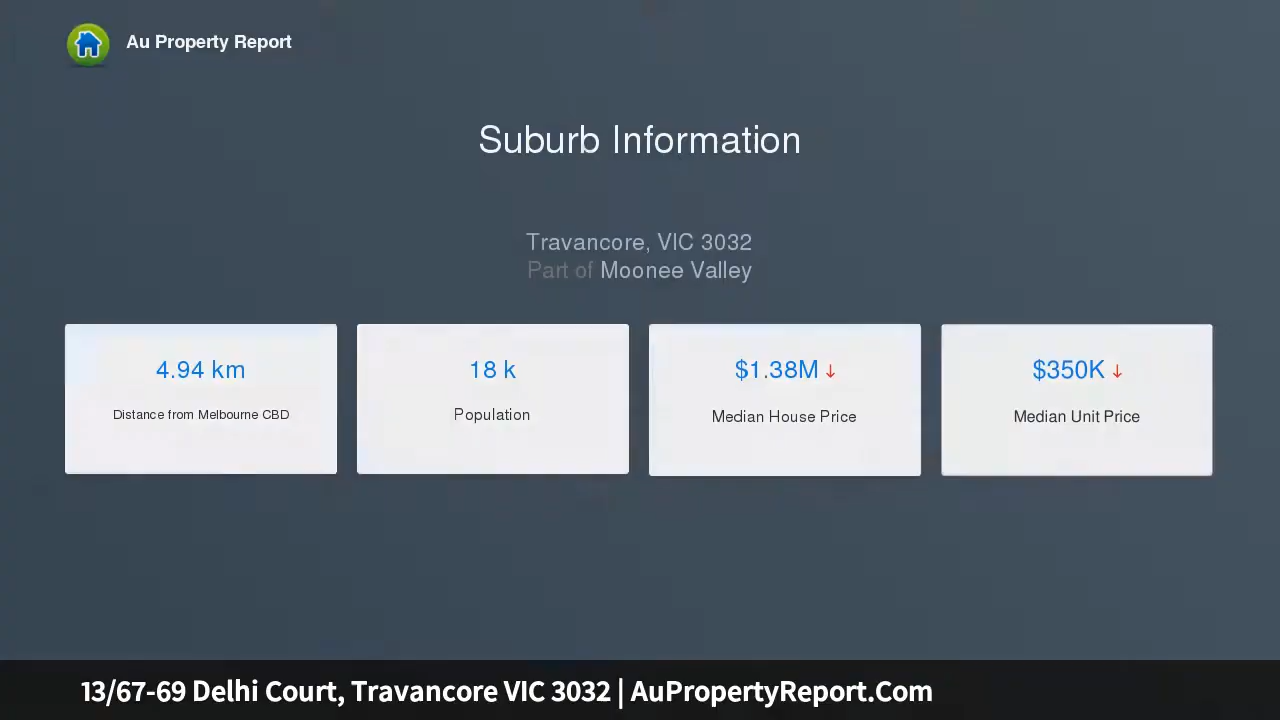 Au Property Report
Suburb Information
Travancore, VIC 3032
Part of Moonee Valley
4.94 km
Distance from Melbourne CBD
18 k
Population
$1.38M ↓
Median House Price
$350K ↓
Median Unit Price
13/67-69 Delhi Court, Travancore VIC 3032 | AuPropertyReport.Com